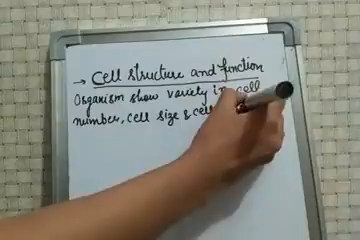 → Cell structure and function
Organism show variety in cell
number, cell size & cell